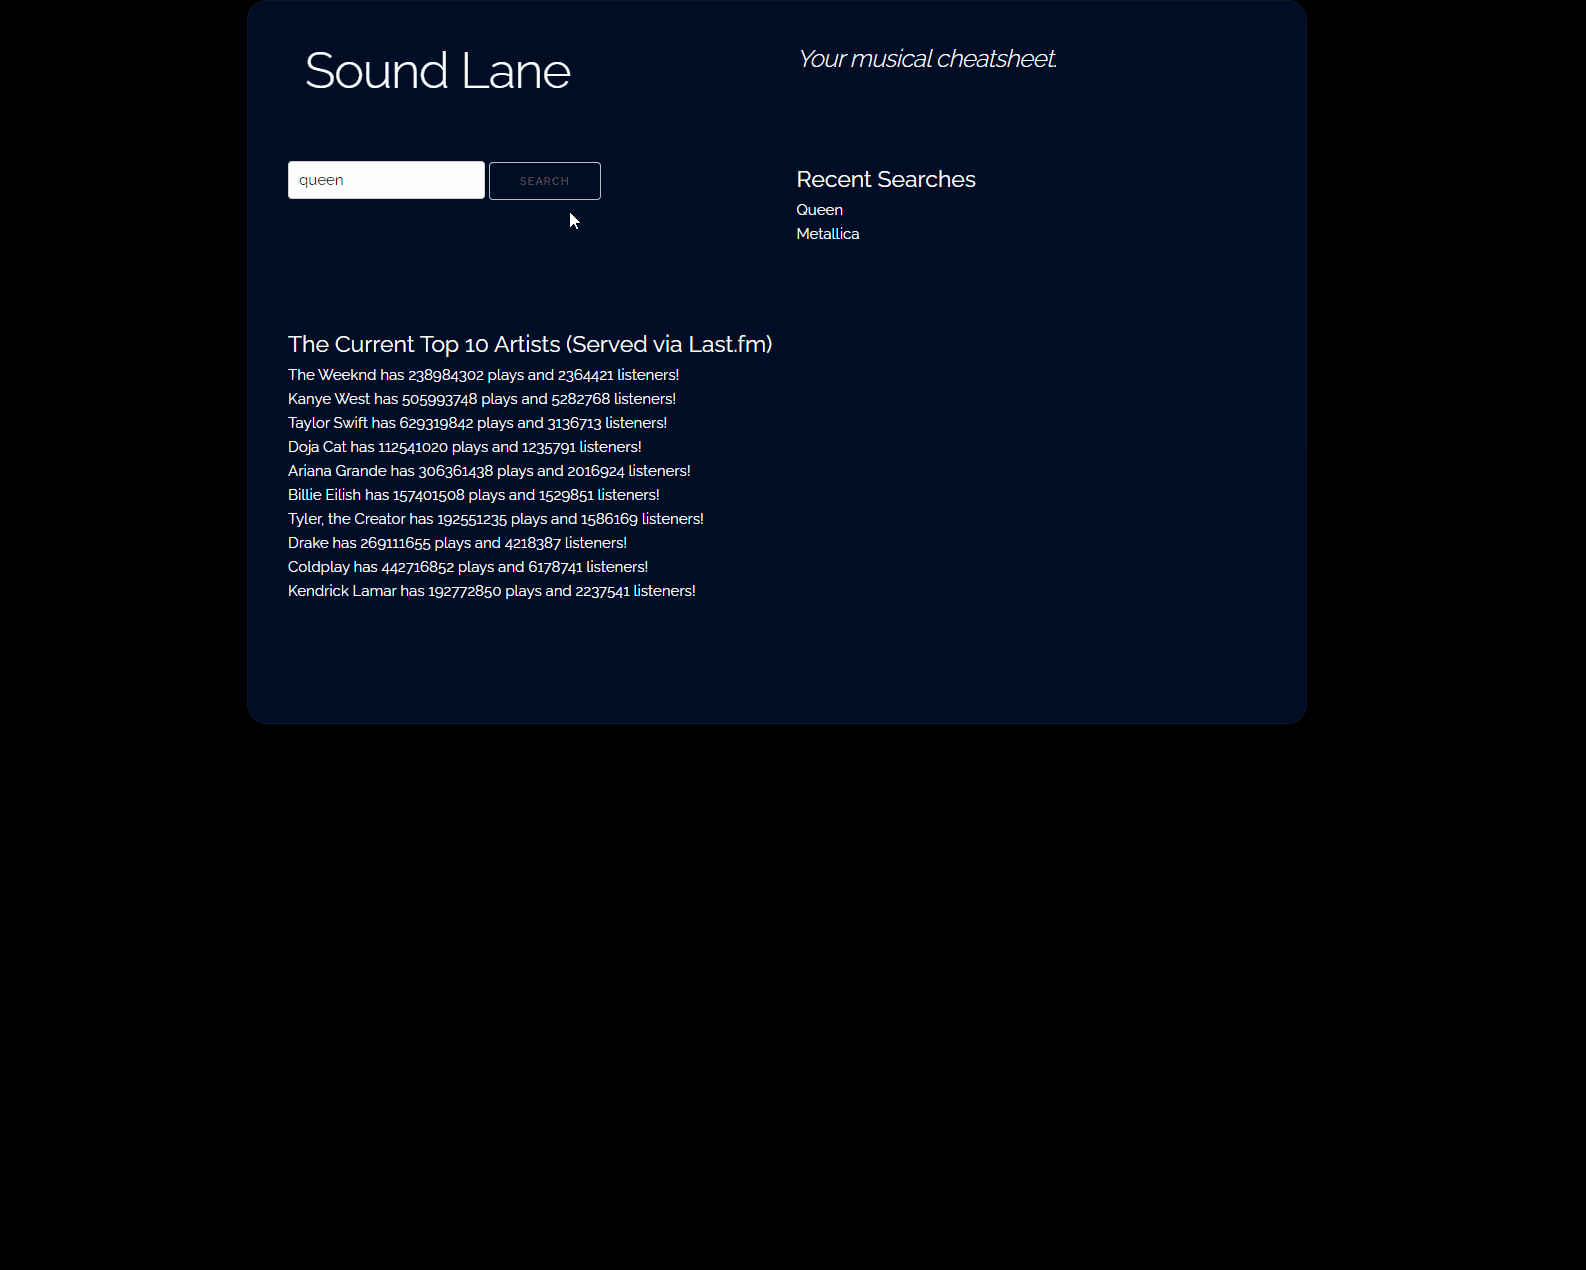 Sound Lane
Your musical cheatsheet.
queen
SEARCH
Recent Searches
Queen
Metallica
The Current Top 10 Artists (Served via Last.fm)
The Weeknd has 238984302 plays and 2364421 listeners!
Kanye West has 505993748 plays and 5282768 listeners!
Taylor Swift has 629319842 plays and 3136713 listeners!
Doja Cat has 112541020 plays and 1235791 listeners!
Ariana Grande has 306361438 plays and 2016924 listeners!
Billie Eilish has 157401508 plays and 1529851 listeners!
Tyler, the Creator has 192551235 plays and 1586169 listeners!
Drake has 269111655 plays and 4218387 listeners!
Coldplay has 442716852 plays and 6178741 listeners!
Kendrick Lamar has 192772850 plays and 2237541 listeners!